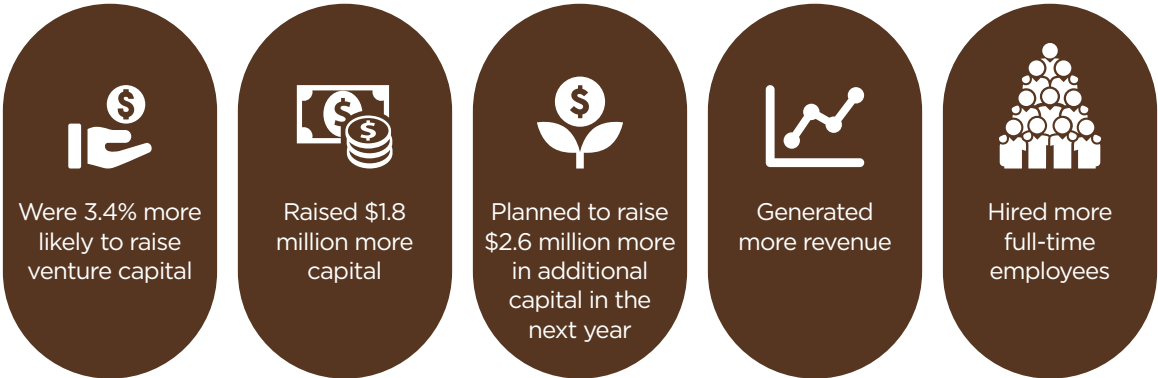 $
Were 3.4% more
likely to raise
venture capital
$
$
Raised $1.8
million more
capital
$
Planned to raise
$2.6 million more
in additional
capital in the
next year
Generated
more revenue
Hired more
full-time
employees